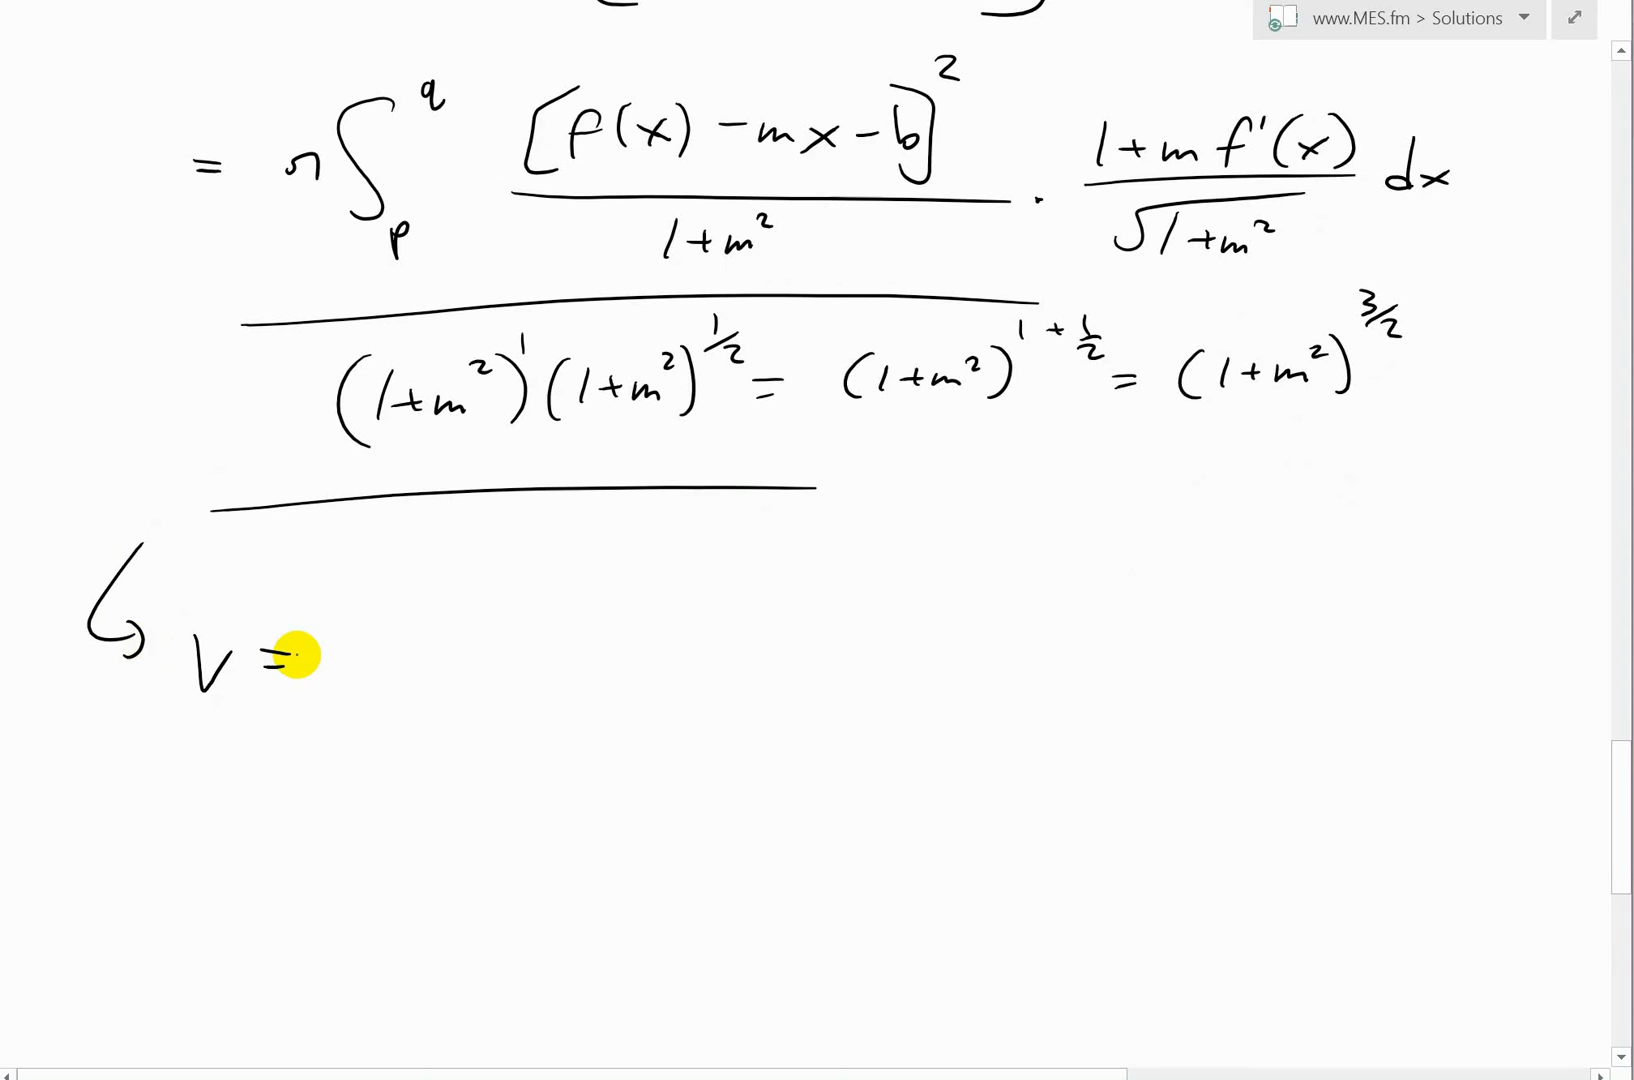 www.MES.fm > Solutions
= π ∫_p^q [f(x) - mx - b]^2 / (1+m^2) · (1+m f'(x)) / √(1+m^2) dx
(1+m^2)^1 (1+m^2)^(1/2) = (1+m^2)^(1+1/2) = (1+m^2)^(3/2)
V =